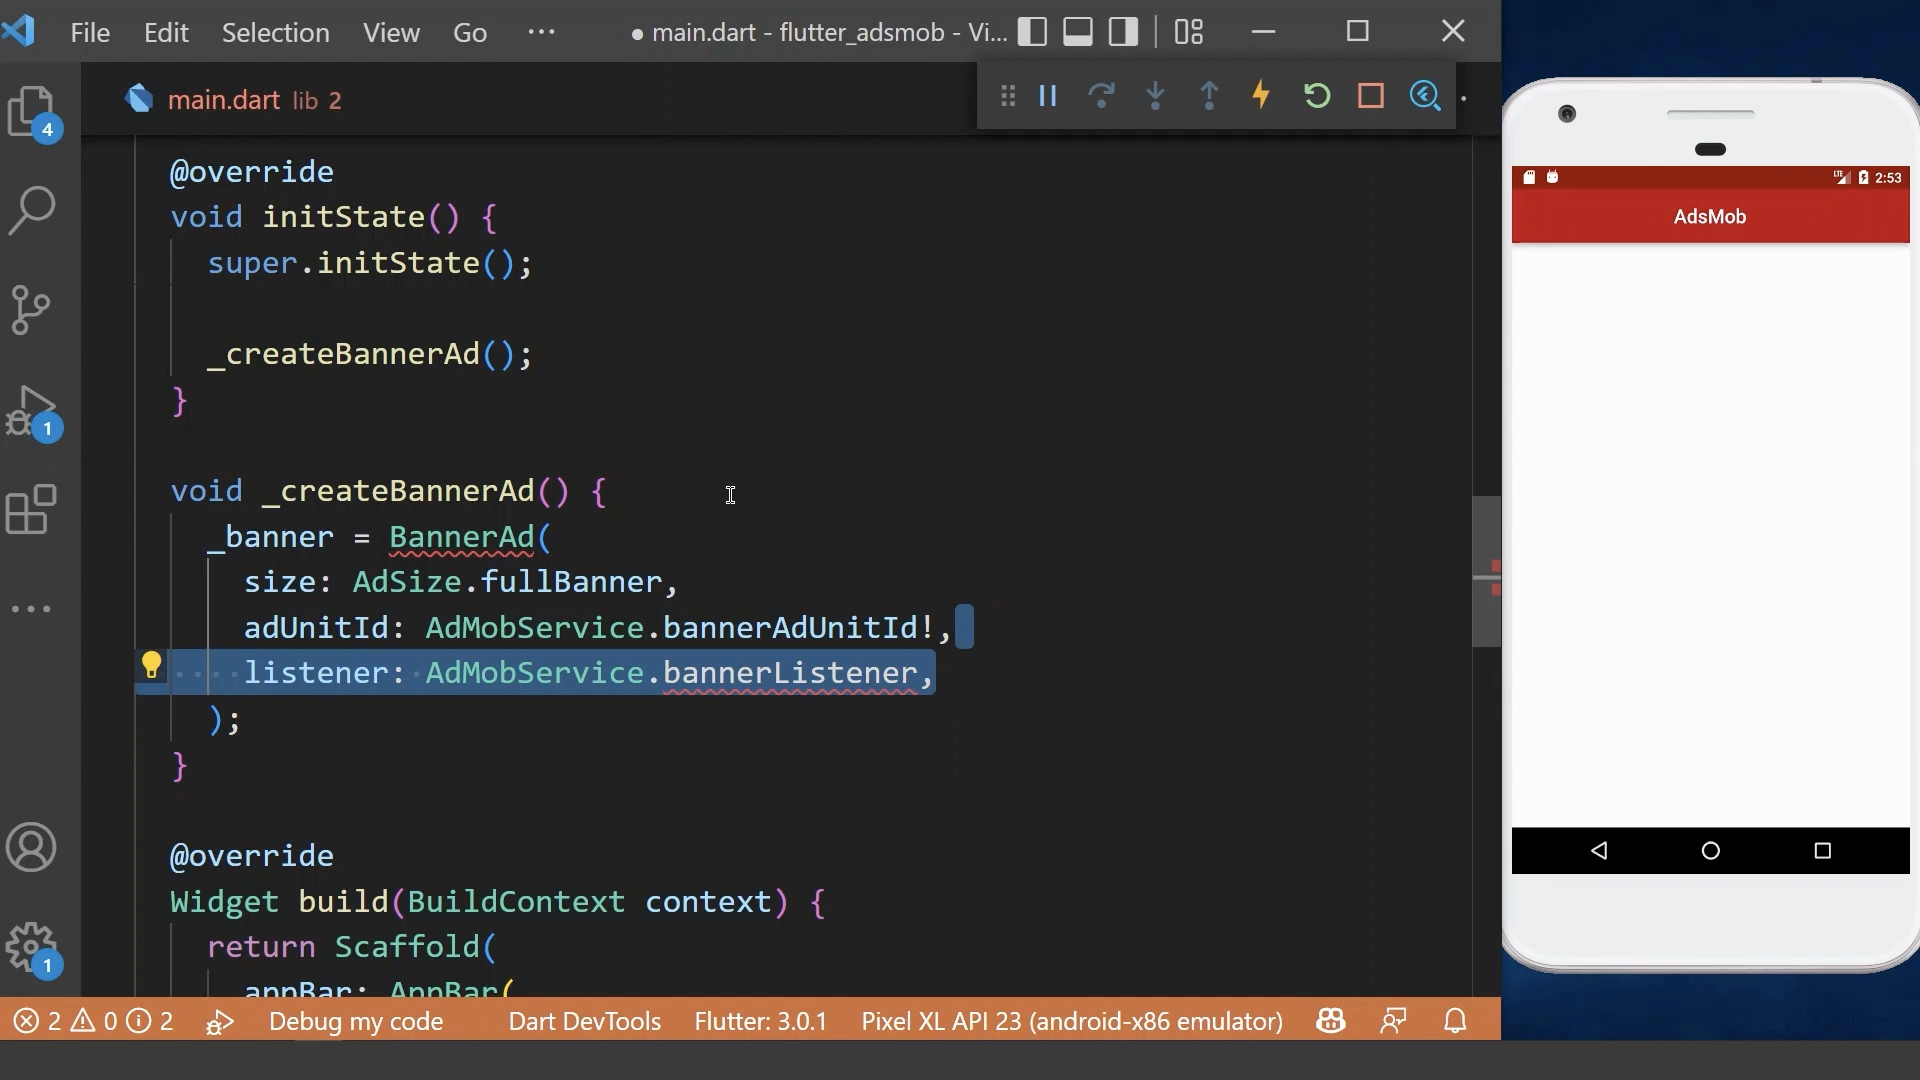 File Edit Selection View Go ··· ● main.dart - flutter_adsmob - Vi...
main.dart lib 2
4
1
1
@override
void initState() {
super.initState();
_createBannerAd();
}
void _createBannerAd() {
_banner = BannerAd(
size: AdSize.fullBanner,
adUnitId: AdMobService.bannerAdUnitId!,
listener: AdMobService.bannerListener,
);
}
@override
Widget build(BuildContext context) {
return Scaffold(
appBar: AppBar(
2 0 2 Debug my code Dart DevTools Flutter: 3.0.1 Pixel XL API 23 (android-x86 emulator)
LTE 2:53
AdsMob